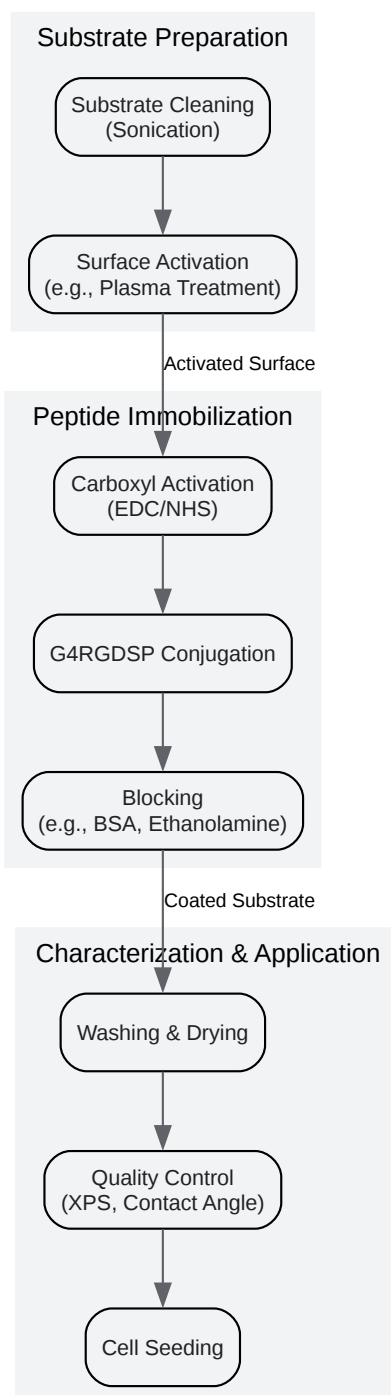 Substrate Preparation
Substrate Cleaning
(Sonication)
Surface Activation
(e.g., Plasma Treatment)
Activated Surface
Peptide Immobilization
Carboxyl Activation
(EDC/NHS)
G4RGDSP Conjugation
Blocking
(e.g., BSA, Ethanolamine)
Coated Substrate
Characterization & Application
Washing & Drying
Quality Control
(XPS, Contact Angle)
Cell Seeding